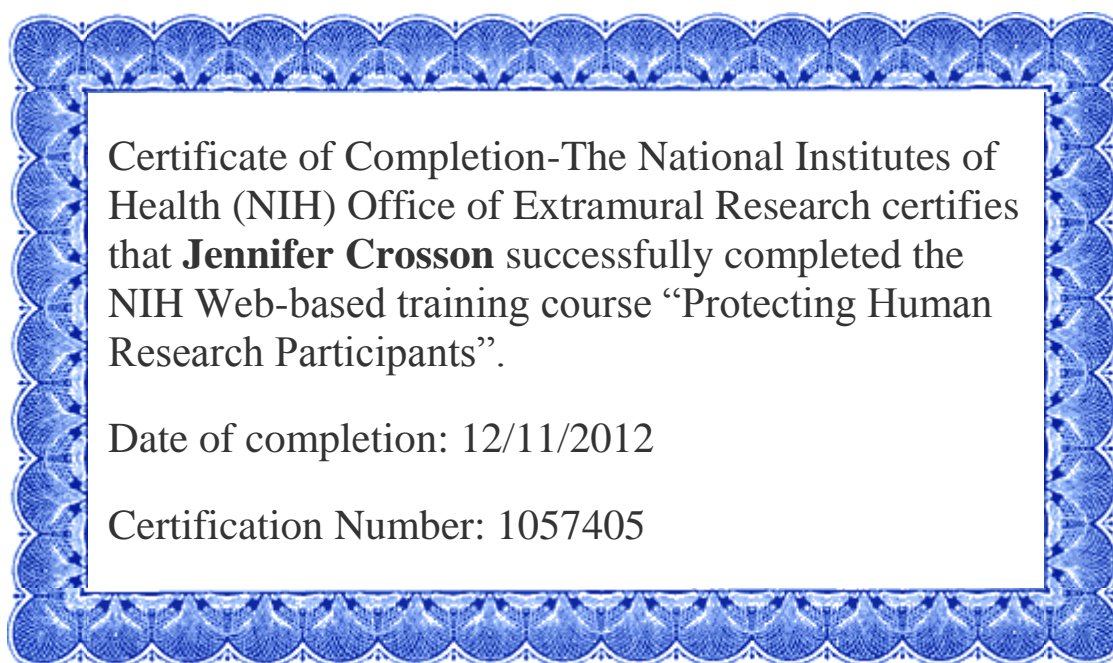 Certificate of Completion-The National Institutes of
Health (NIH) Office of Extramural Research certifies
that Jennifer Crosson successfully completed the
NIH Web-based training course “Protecting Human
Research Participants”.
Date of completion: 12/11/2012
Certification Number: 1057405